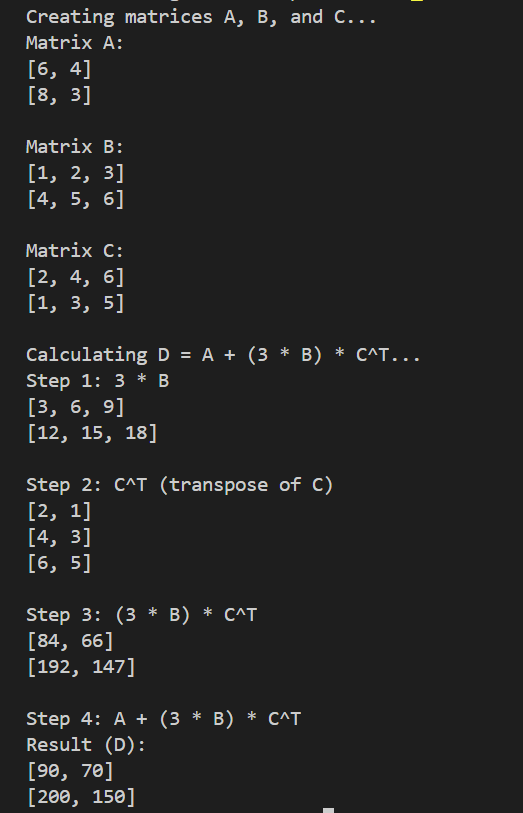 Creating matrices A, B, and C...
Matrix A:
[6, 4]
[8, 3]
Matrix B:
[1, 2, 3]
[4, 5, 6]
Matrix C:
[2, 4, 6]
[1, 3, 5]
Calculating D = A + (3 * B) * C^T...
Step 1: 3 * B
[3, 6, 9]
[12, 15, 18]
Step 2: C^T (transpose of C)
[2, 1]
[4, 3]
[6, 5]
Step 3: (3 * B) * C^T
[84, 66]
[192, 147]
Step 4: A + (3 * B) * C^T
Result (D):
[90, 70]
[200, 150]